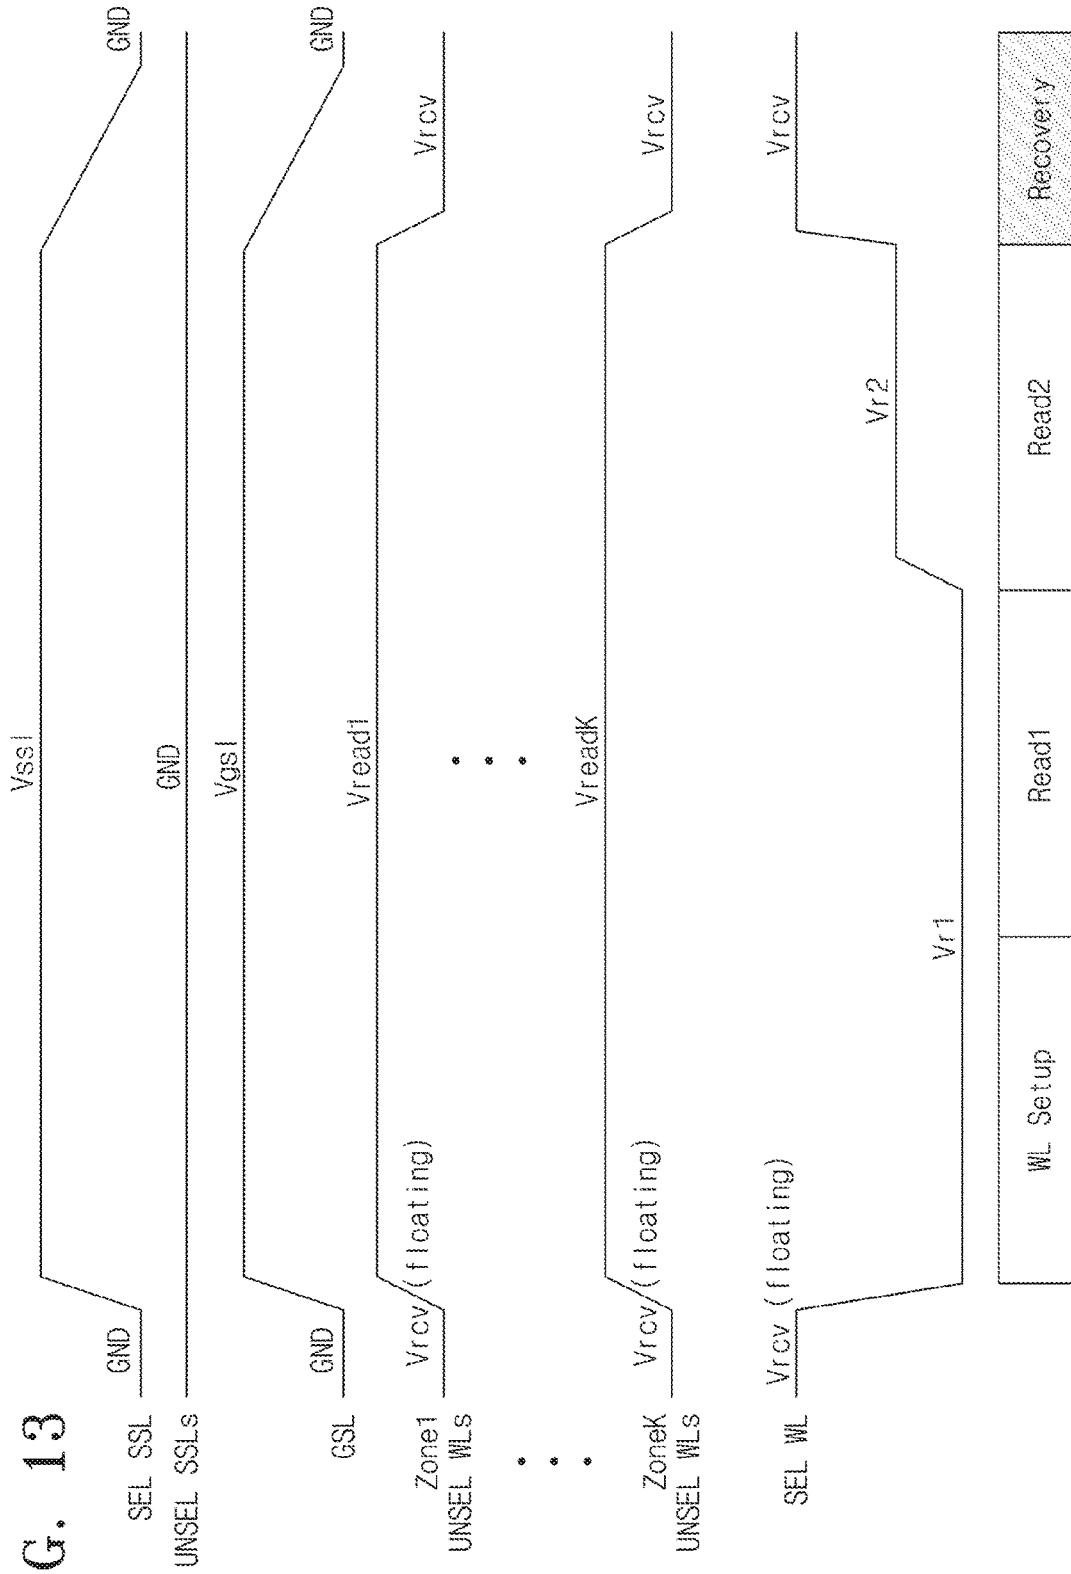 G. 13
SEL SSL
GND
Vssl
GND
UNSEL SSLs
GND
GSL
GND
Vgsl
GND
Zone1
UNSEL WLs
Vrcv (floating)
Vread1
Vrcv
ZoneK
UNSEL WLs
Vrcv (floating)
VreadK
Vrcv
SEL WL
Vrcv (floating)
Vr1
Vr2
Vrcv
WL Setup
Read1
Read2
Recovery